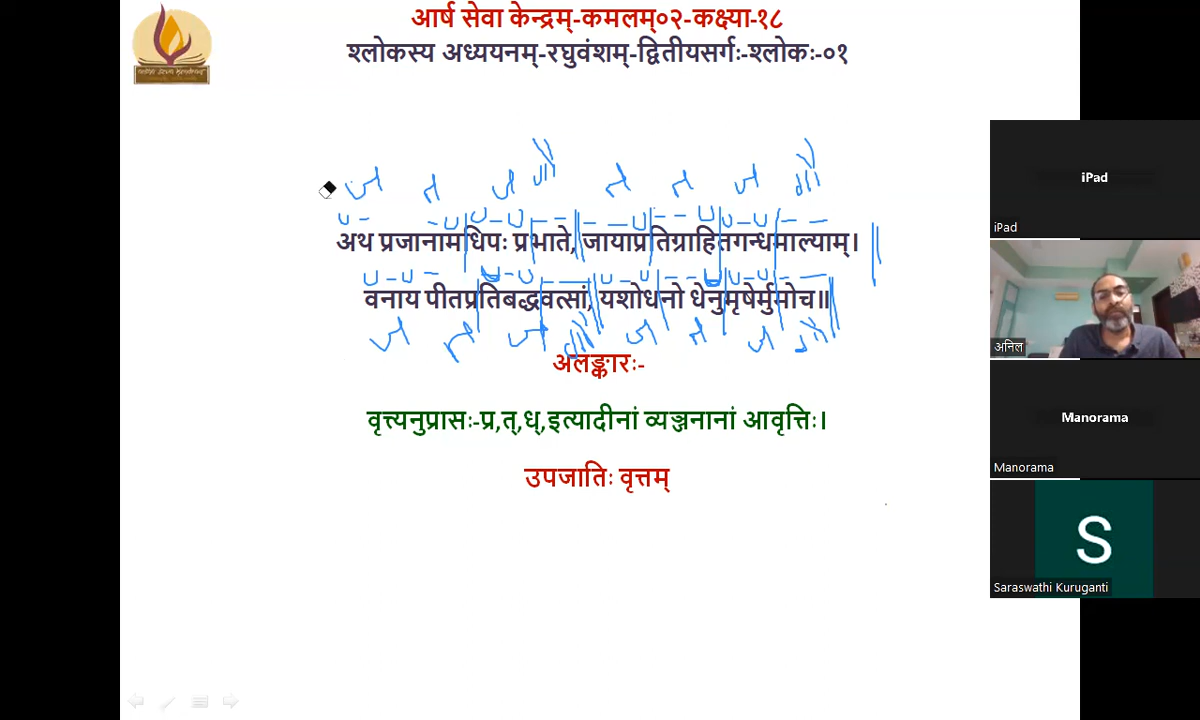 आर्ष सेवा केन्द्रम्-कमलम्०२-कक्ष्या-१८
श्लोकस्य अध्ययनम्-रघुवंशम्-द्वितीयसर्गः-श्लोकः-०१
ज त ज गौ त त ज गौ
अथ प्रजानामधिपः प्रभाते, जायाप्रतिग्राहितगन्धमाल्याम्।
वनाय पीतप्रतिबद्धवत्सां, यशोधनो धेनुमृषेर्मुमोच॥
ज त ज गौ ज त ज गौ
अलङ्कारः-
वृत्त्यनुप्रासः-प्र,त्,ध्,इत्यादीनां व्यञ्जनानां आवृत्तिः।
उपजातिः वृत्तम्
iPad
iPad
अनिल
Manorama
Manorama
S
Saraswathi Kuruganti